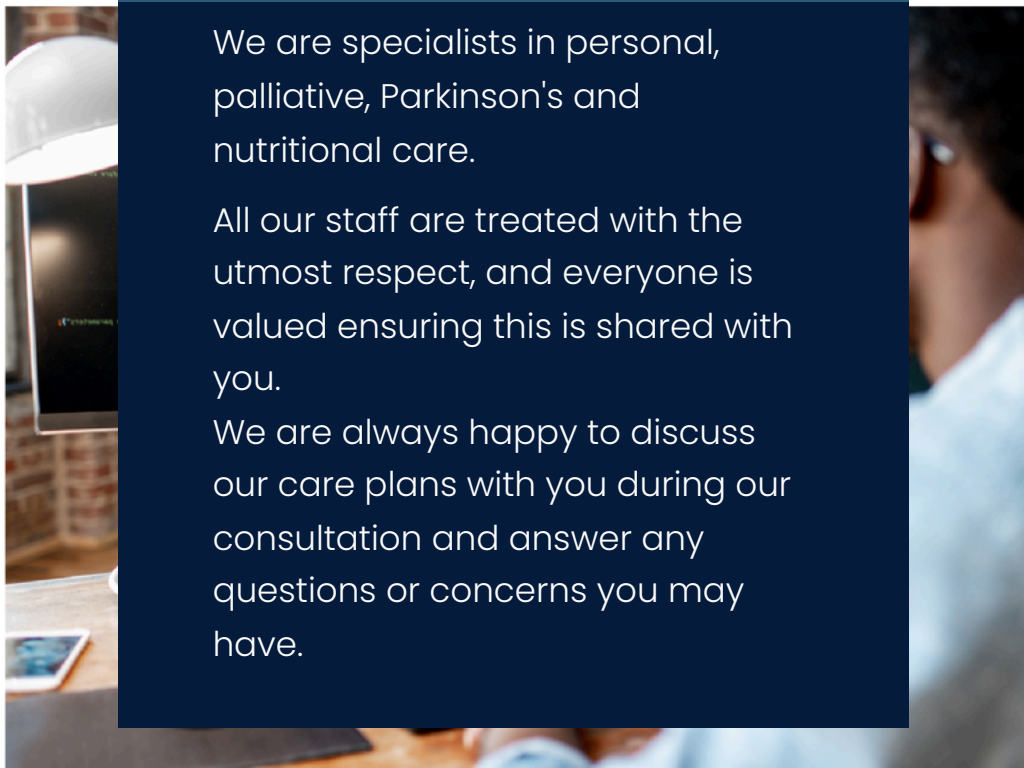 We are specialists in personal,
palliative, Parkinson's and
nutritional care.
All our staff are treated with the
utmost respect, and everyone is
valued ensuring this is shared with
you.
We are always happy to discuss
our care plans with you during our
consultation and answer any
questions or concerns you may
have.